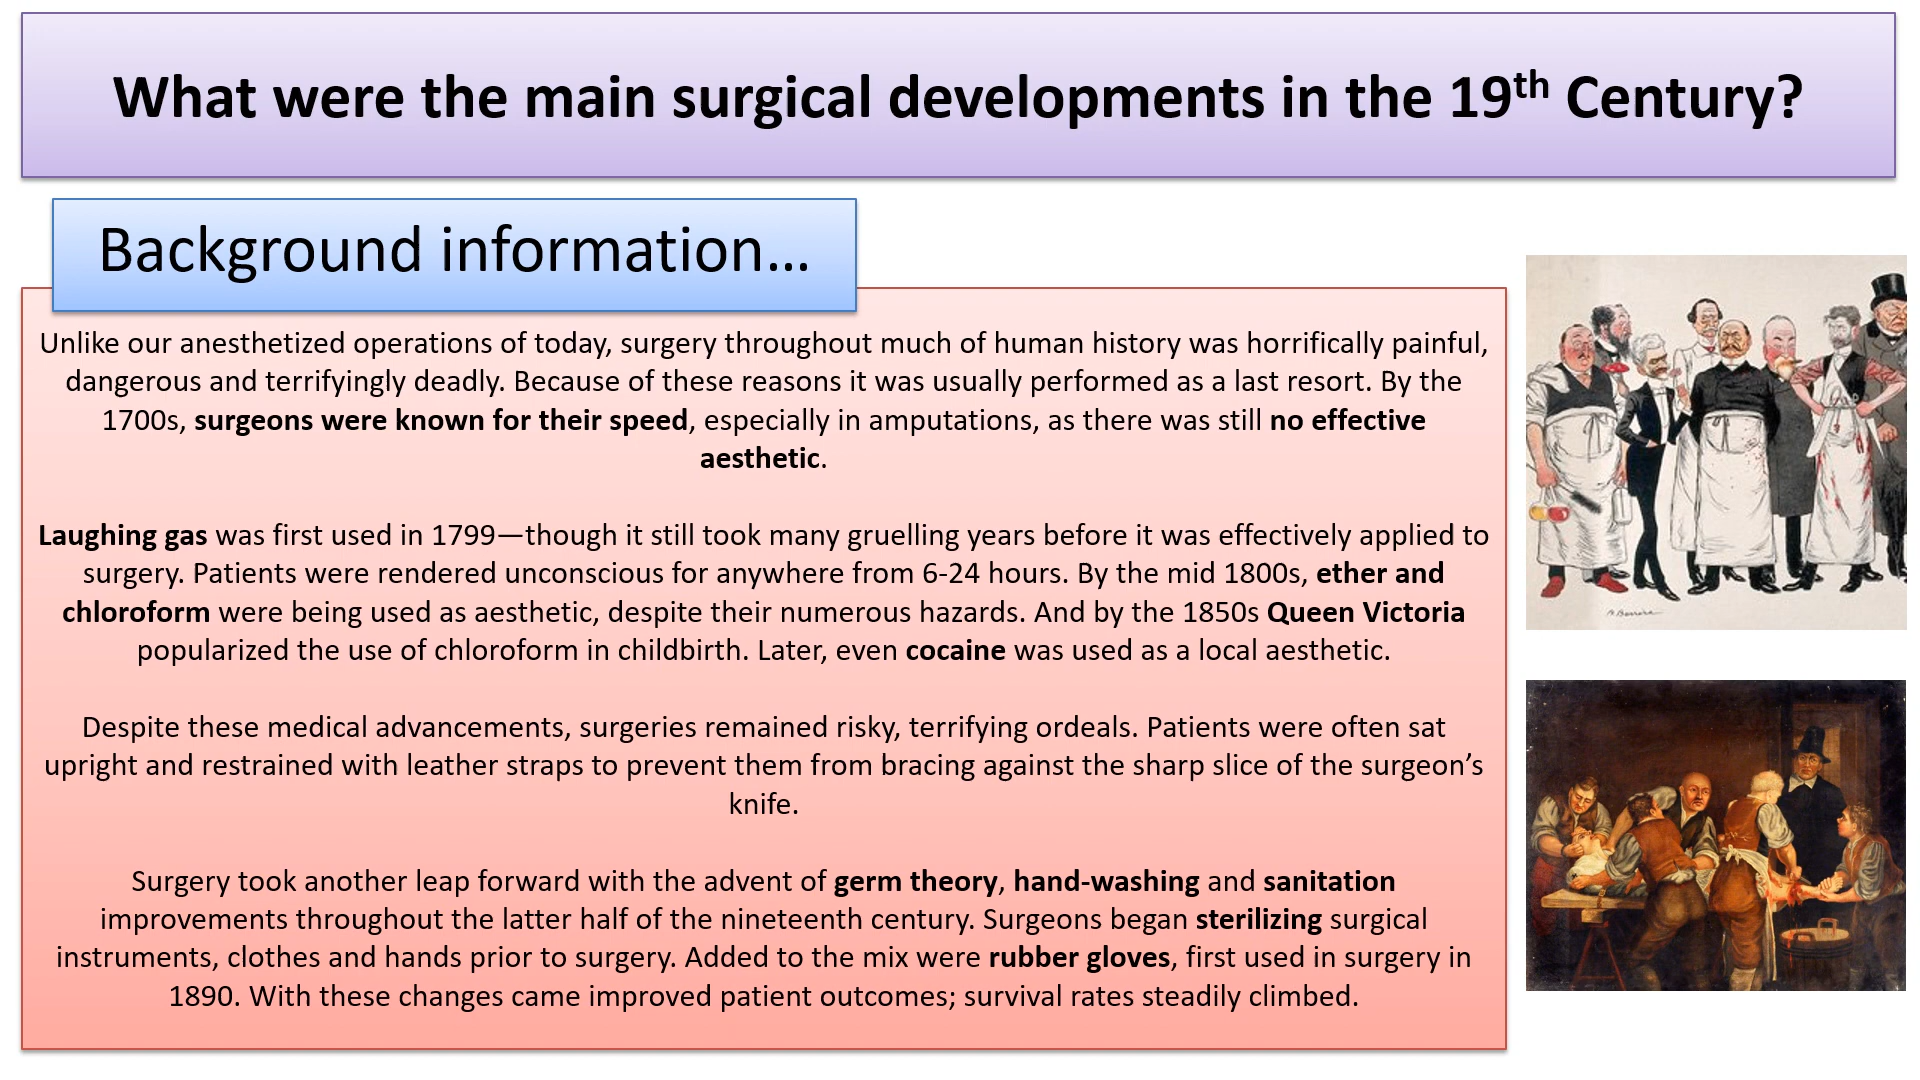 What were the main surgical developments in the 19th Century?
Background information…
Unlike our anesthetized operations of today, surgery throughout much of human history was horrifically painful,
dangerous and terrifyingly deadly. Because of these reasons it was usually performed as a last resort. By the
1700s, surgeons were known for their speed, especially in amputations, as there was still no effective
aesthetic.
Laughing gas was first used in 1799—though it still took many gruelling years before it was effectively applied to
surgery. Patients were rendered unconscious for anywhere from 6-24 hours. By the mid 1800s, ether and
chloroform were being used as aesthetic, despite their numerous hazards. And by the 1850s Queen Victoria
popularized the use of chloroform in childbirth. Later, even cocaine was used as a local aesthetic.
Despite these medical advancements, surgeries remained risky, terrifying ordeals. Patients were often sat
upright and restrained with leather straps to prevent them from bracing against the sharp slice of the surgeon’s
knife.
Surgery took another leap forward with the advent of germ theory, hand-washing and sanitation
improvements throughout the latter half of the nineteenth century. Surgeons began sterilizing surgical
instruments, clothes and hands prior to surgery. Added to the mix were rubber gloves, first used in surgery in
1890. With these changes came improved patient outcomes; survival rates steadily climbed.